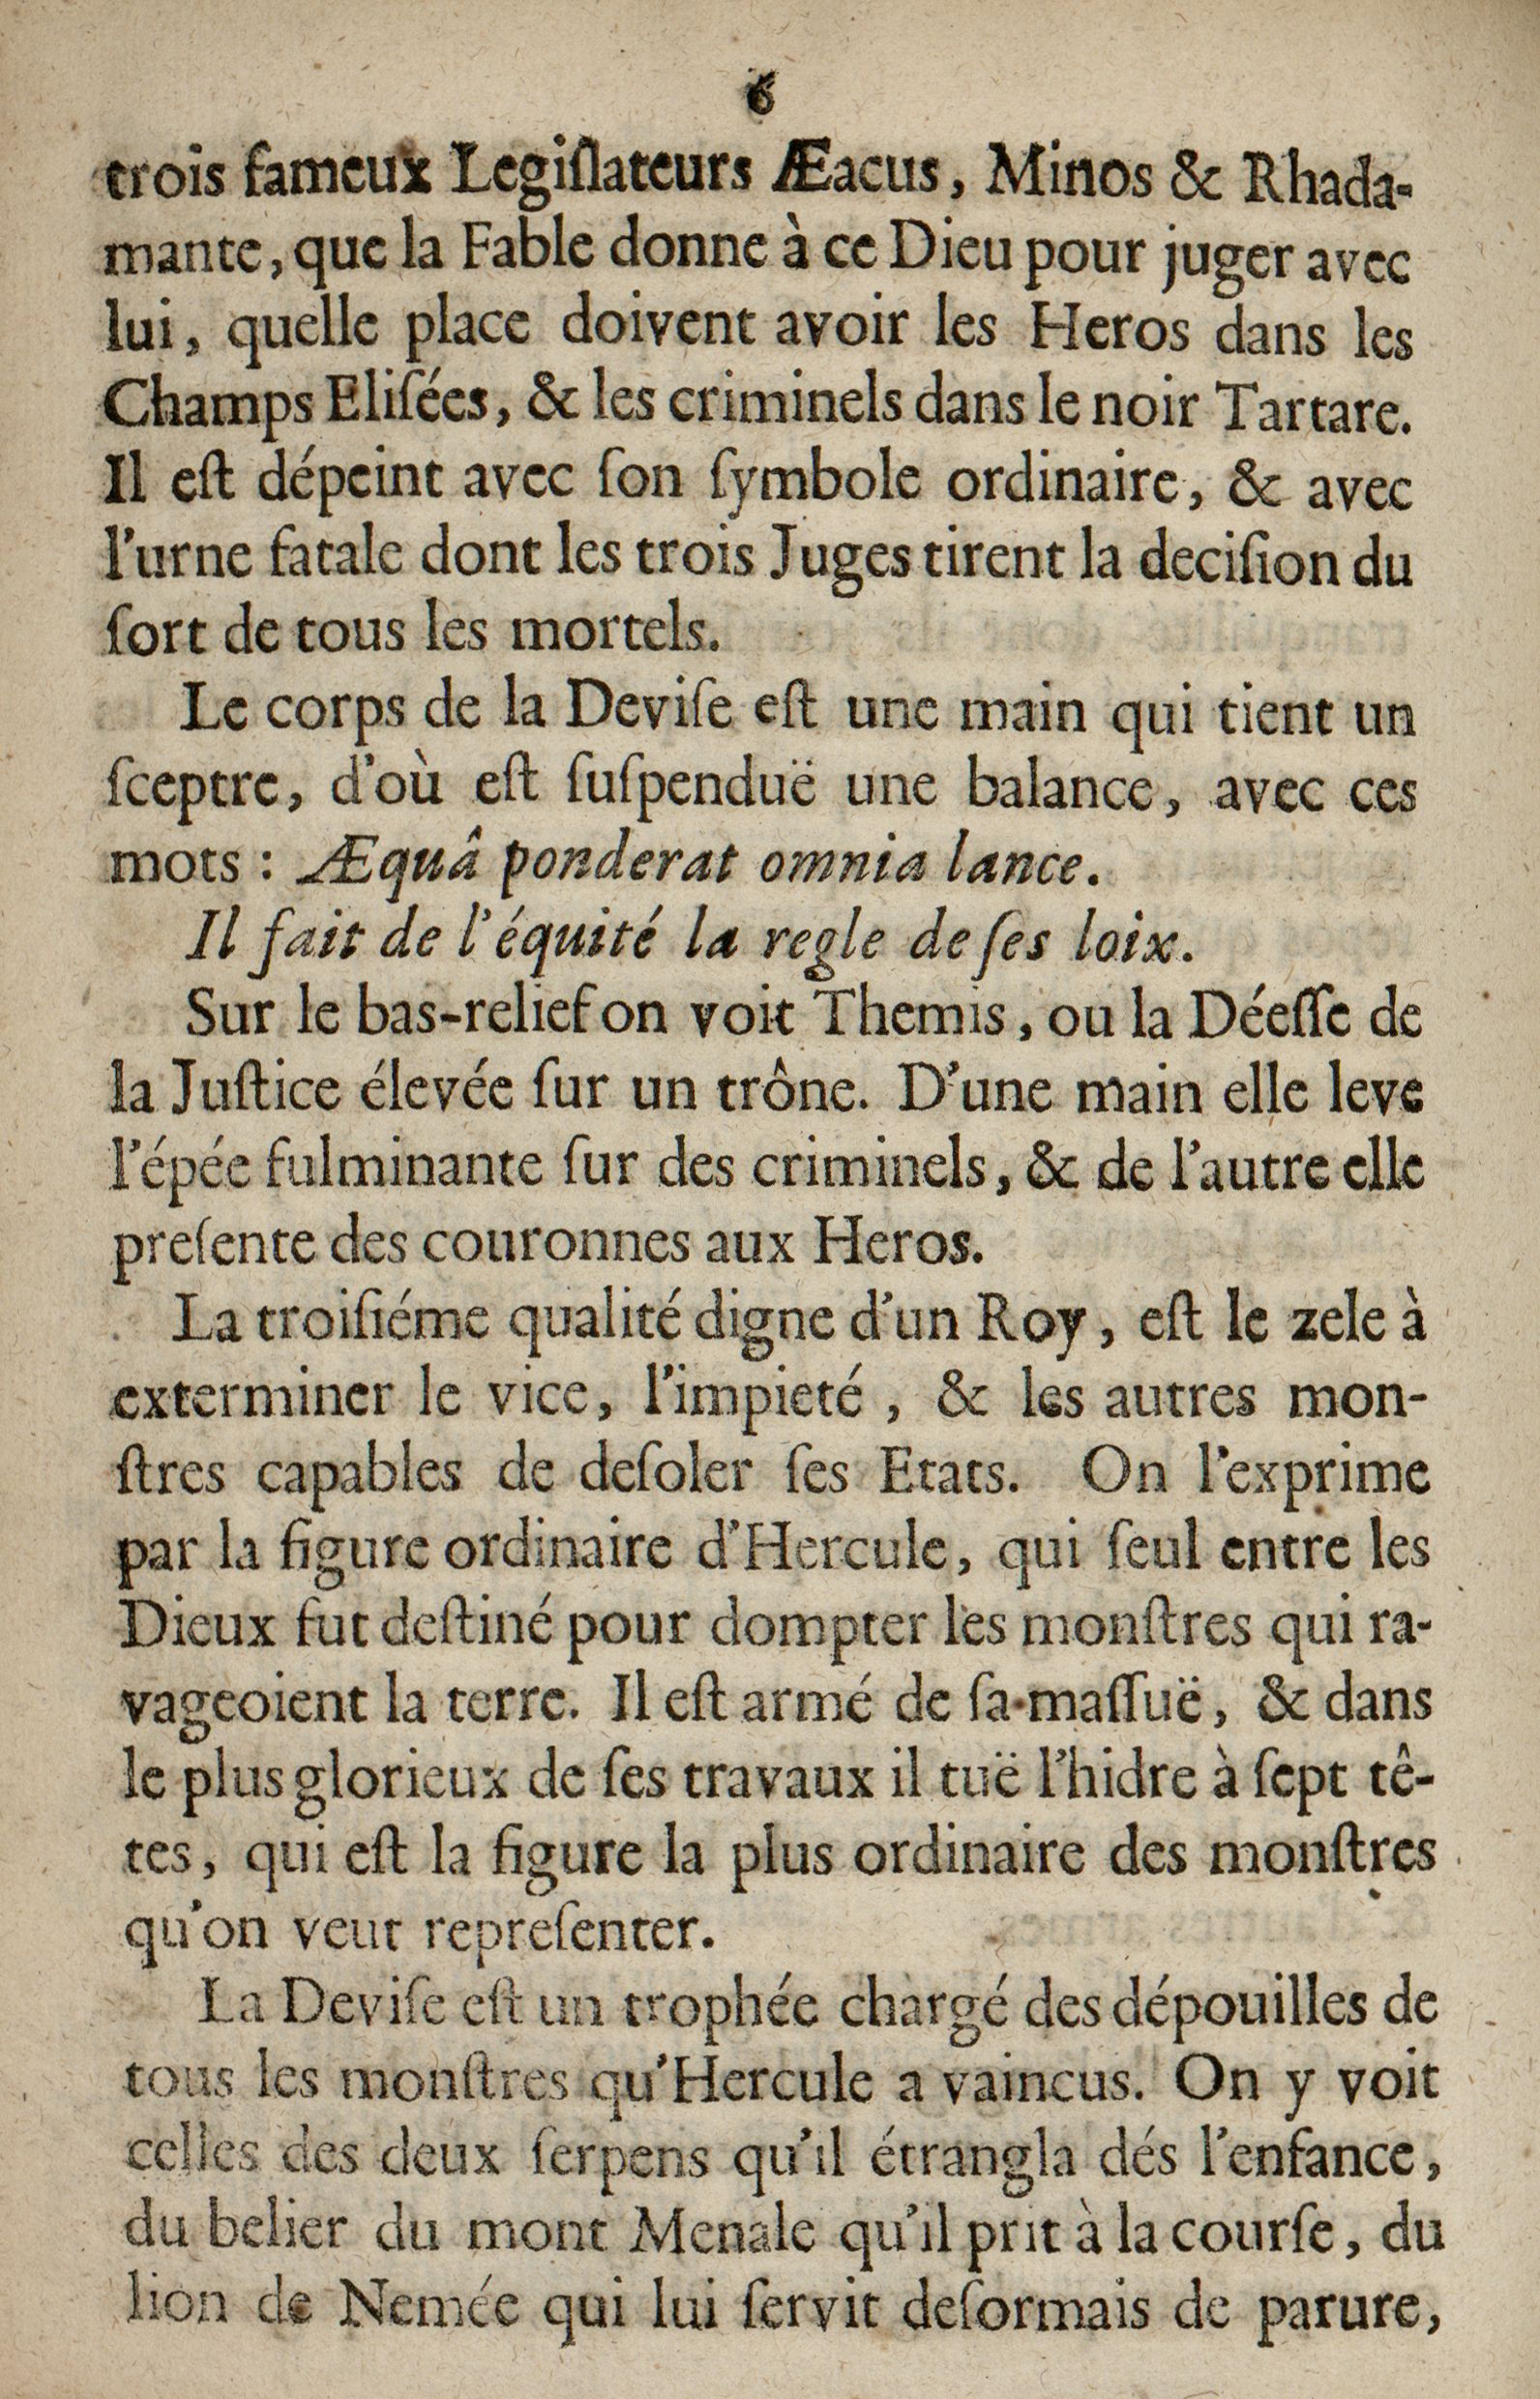 6
trois fameux Legiſlateurs Æacus, Minos & Rhada-
mante, que la Fable donne à ce Dieu pour juger avec
lui, quelle place doivent avoir les Heros dans les
Champs Eliſées, & les criminels dans le noir Tartare.
Il eſt dépeint avec ſon ſymbole ordinaire, & avec
l'urne fatale dont les trois Juges tirent la deciſion du
ſort de tous les mortels.
Le corps de la Deviſe eſt une main qui tient un
ſceptre, d'où eſt ſuſpenduë une balance, avec ces
mots : Æquâ ponderat omnia lance.
Il fait de l'équité la regle de ſes loix.
Sur le bas-relief on voit Themis, ou la Déeſſe de
la Juſtice élevée ſur un trône. D'une main elle leve
l'épée fulminante ſur des criminels, & de l'autre elle
preſente des couronnes aux Heros.
La troiſiéme qualité digne d'un Roy, eſt le zele à
exterminer le vice, l'impieté, & les autres mon-
ſtres capables de deſoler ſes Etats. On l'exprime
par la figure ordinaire d'Hercule, qui ſeul entre les
Dieux fut deſtiné pour dompter les monſtres qui ra-
vageoient la terre. Il eſt armé de ſa maſſuë, & dans
le plus glorieux de ſes travaux il tuë l'hidre à ſept tê-
tes, qui eſt la figure la plus ordinaire des monſtres
qu'on veut repreſenter.
La Deviſe eſt un trophée chargé des dépouilles de
tous les monſtres qu'Hercule a vaincus. On y voit
celles des deux ſerpens qu'il étrangla dés l'enfance,
du belier du mont Menale qu'il prit à la courſe, du
lion de Nemée qui lui ſervit deſormais de parure,